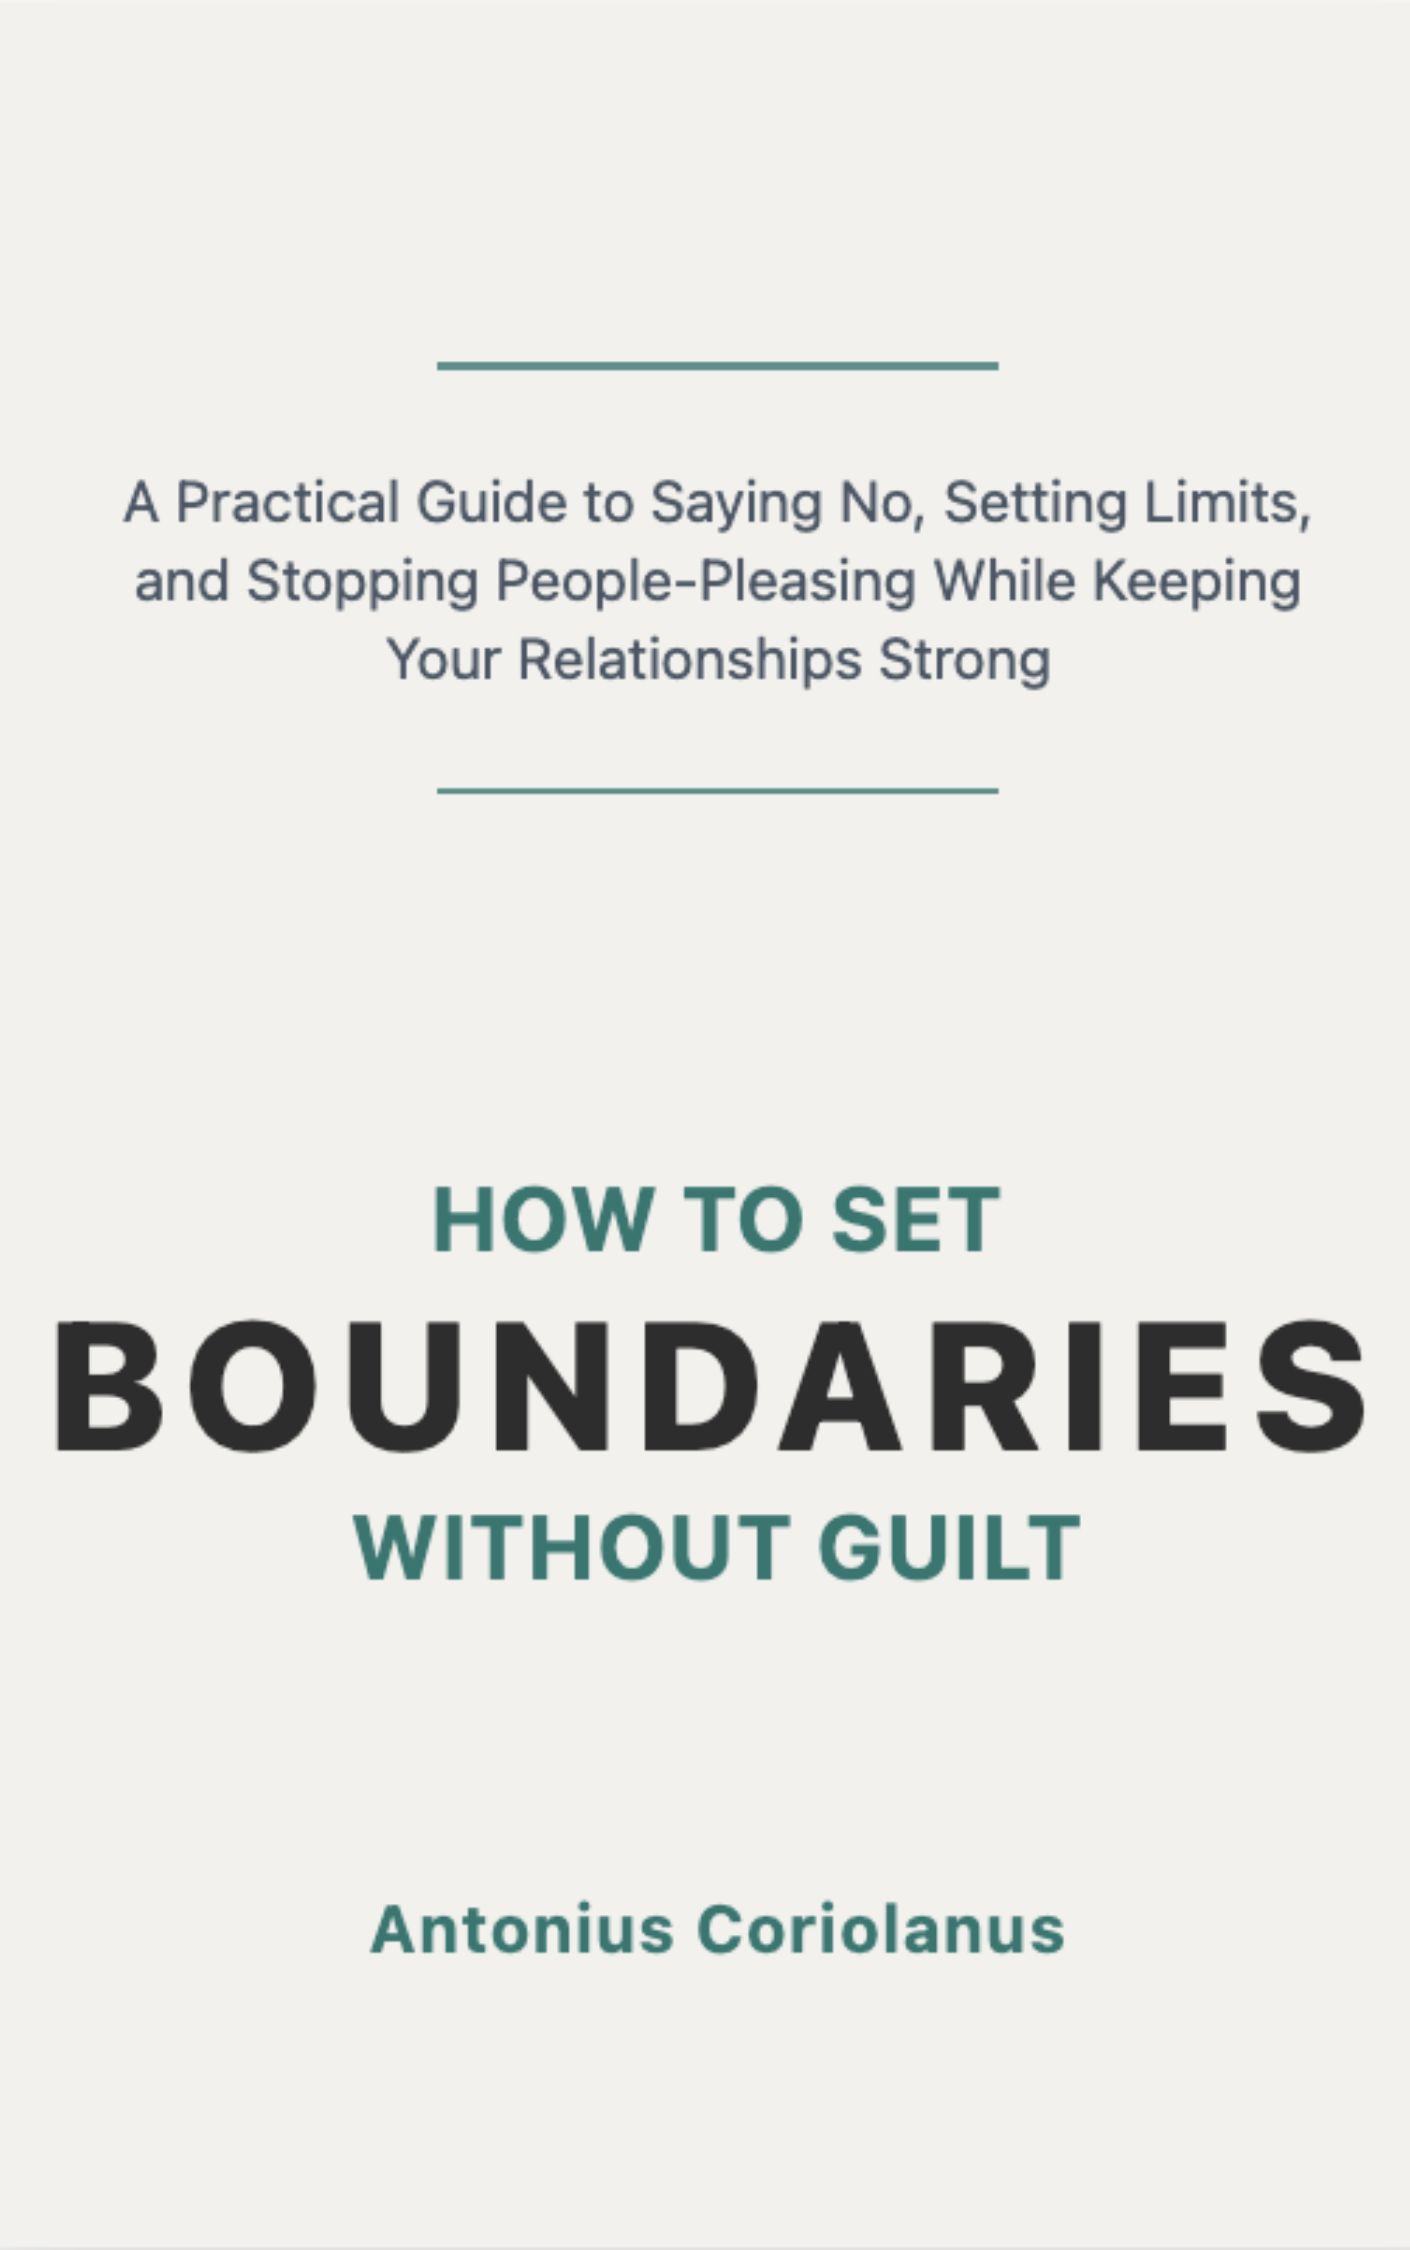 A Practical Guide to Saying No, Setting Limits,
and Stopping People-Pleasing While Keeping
Your Relationships Strong
HOW TO SET
BOUNDARIES
WITHOUT GUILT
Antonius Coriolanus